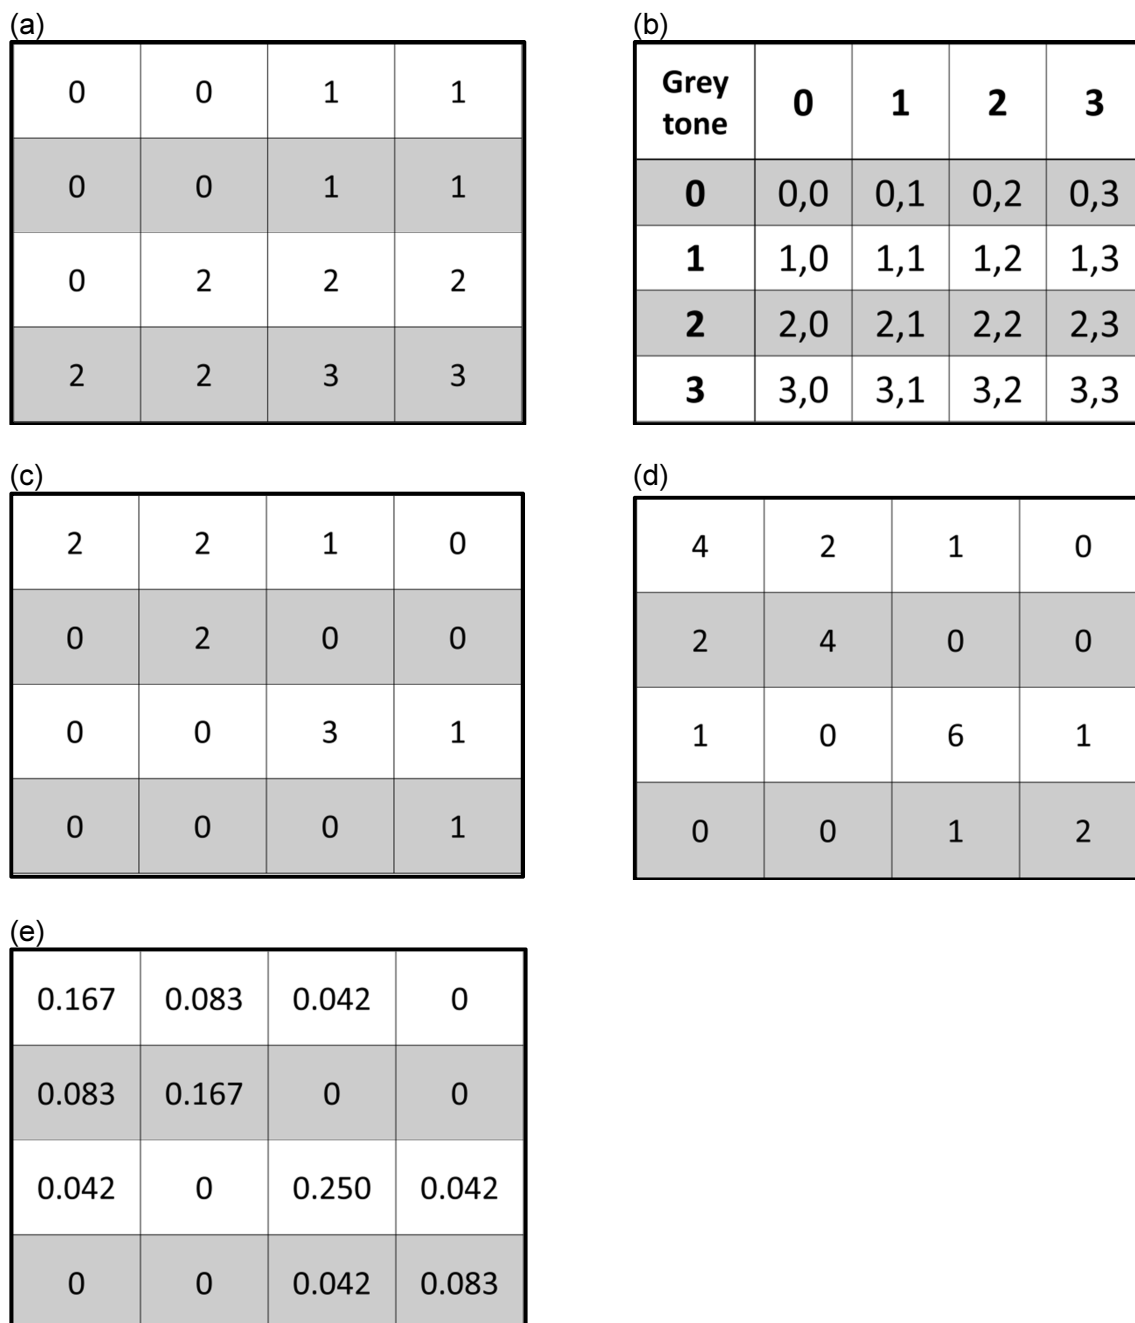 (a) (b)
0 0 1 1
0 0 1 1
0 2 2 2
2 2 3 3
Grey tone 0 1 2 3
0 0,0 0,1 0,2 0,3
1 1,0 1,1 1,2 1,3
2 2,0 2,1 2,2 2,3
3 3,0 3,1 3,2 3,3
(c) (d)
2 2 1 0
0 2 0 0
0 0 3 1
0 0 0 1
4 2 1 0
2 4 0 0
1 0 6 1
0 0 1 2
(e)
0.167 0.083 0.042 0
0.083 0.167 0 0
0.042 0 0.250 0.042
0 0 0.042 0.083